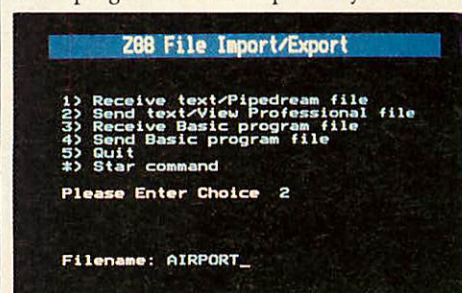 Z88 File Import/Export
1) Receive text/Pipedream file
2) Send text/View Professional file
3) Receive Basic program file
4) Send Basic program file
5) Quit
*) Star command
Please Enter Choice 2
Filename: AIRPORT_